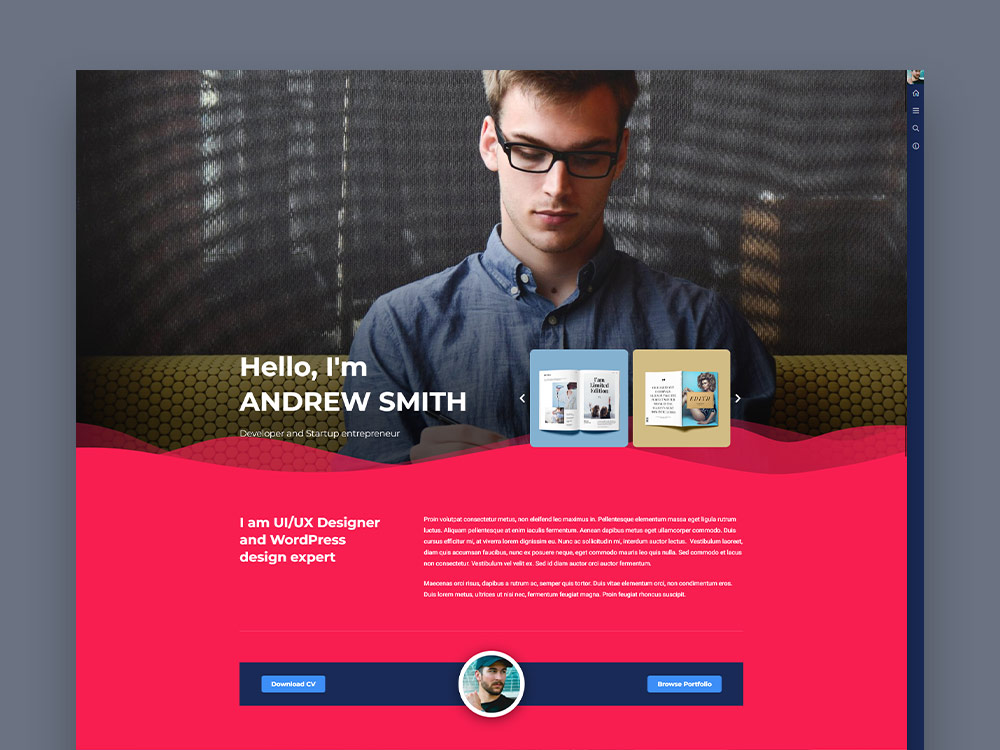 Hello, I'm
ANDREW SMITH
Developer and Startup entrepreneur
I am
Limited
Edition
EDITH
I am UI/UX Designer
and WordPress
design expert
Proin volutpat consectetur metus, non eleifend leo maximus in. Pellentesque elementum massa eget ligula rutrum
luctus. Aliquam pellentesque at enim iaculis fermentum. Aenean dapibus metus eget ullamcorper commodo. Duis
cursus efficitur mi, at viverra lorem dignissim eu. Nunc ac sollicitudin mi, interdum auctor lectus. Vestibulum laoreet,
diam quis accumsan faucibus, nunc ex posuere neque, eget commodo mauris leo quis nulla. Sed commodo et lacus
non consectetur. Vestibulum vel velit ex. Sed id diam auctor orci auctor fermentum.
Maecenas orci risus, dapibus a rutrum ac, semper quis tortor. Duis vitae elementum orci, non condimentum eros.
Duis lorem metus, ultrices ut nisi nec, fermentum feugiat magna. Proin feugiat rhoncus suscipit.
Download CV
Browse Portfolio